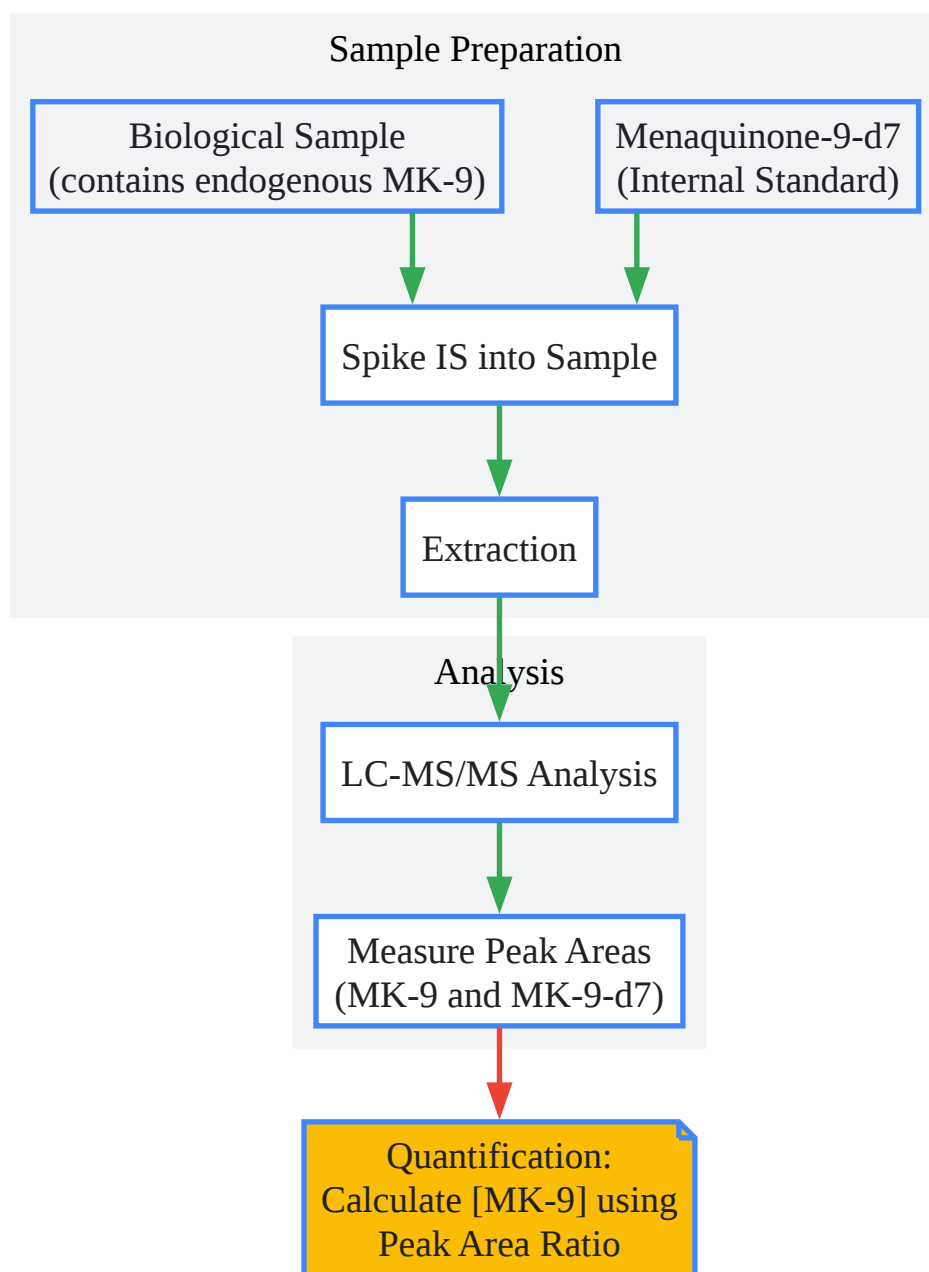 Sample Preparation
Biological Sample
(contains endogenous MK-9)
Menaquinone-9-d7
(Internal Standard)
Spike IS into Sample
Extraction
Analysis
LC-MS/MS Analysis
Measure Peak Areas
(MK-9 and MK-9-d7)
Quantification:
Calculate [MK-9] using
Peak Area Ratio